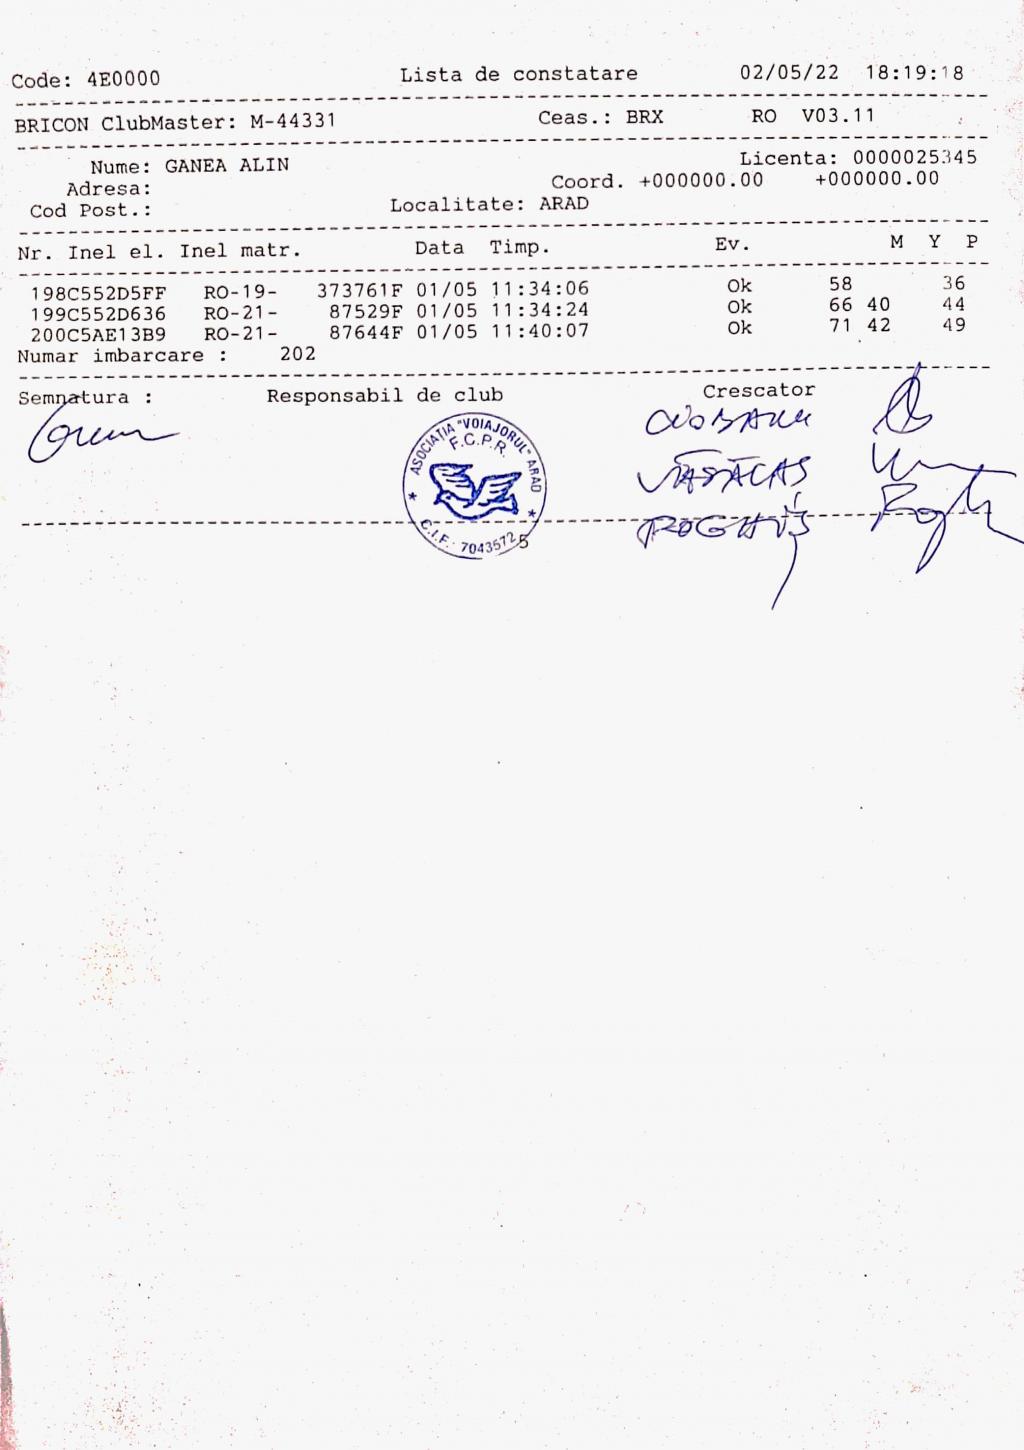 Code: 4E0000 Lista de constatare 02/05/22 18:19:18
BRICON ClubMaster: M-44331 Ceas.: BRX RO V03.11
Nume: GANEA ALIN Licenta: 0000025345
Adresa: Coord. +000000.00 +000000.00
Cod Post.: Localitate: ARAD
Nr. Inel el. Inel matr. Data Timp. Ev. M Y P
198C552D5FF RO-19- 373761F 01/05 11:34:06 Ok 58 36
199C552D636 RO-21- 87529F 01/05 11:34:24 Ok 66 40 44
200C5AE13B9 RO-21- 87644F 01/05 11:40:07 Ok 71 42 49
Numar imbarcare : 202
Semnatura : Responsabil de club Crescator
ASOCIAȚIA "VOIAJORUL" ARAD
F.C.P.R.
C.I.F. 7043572 5